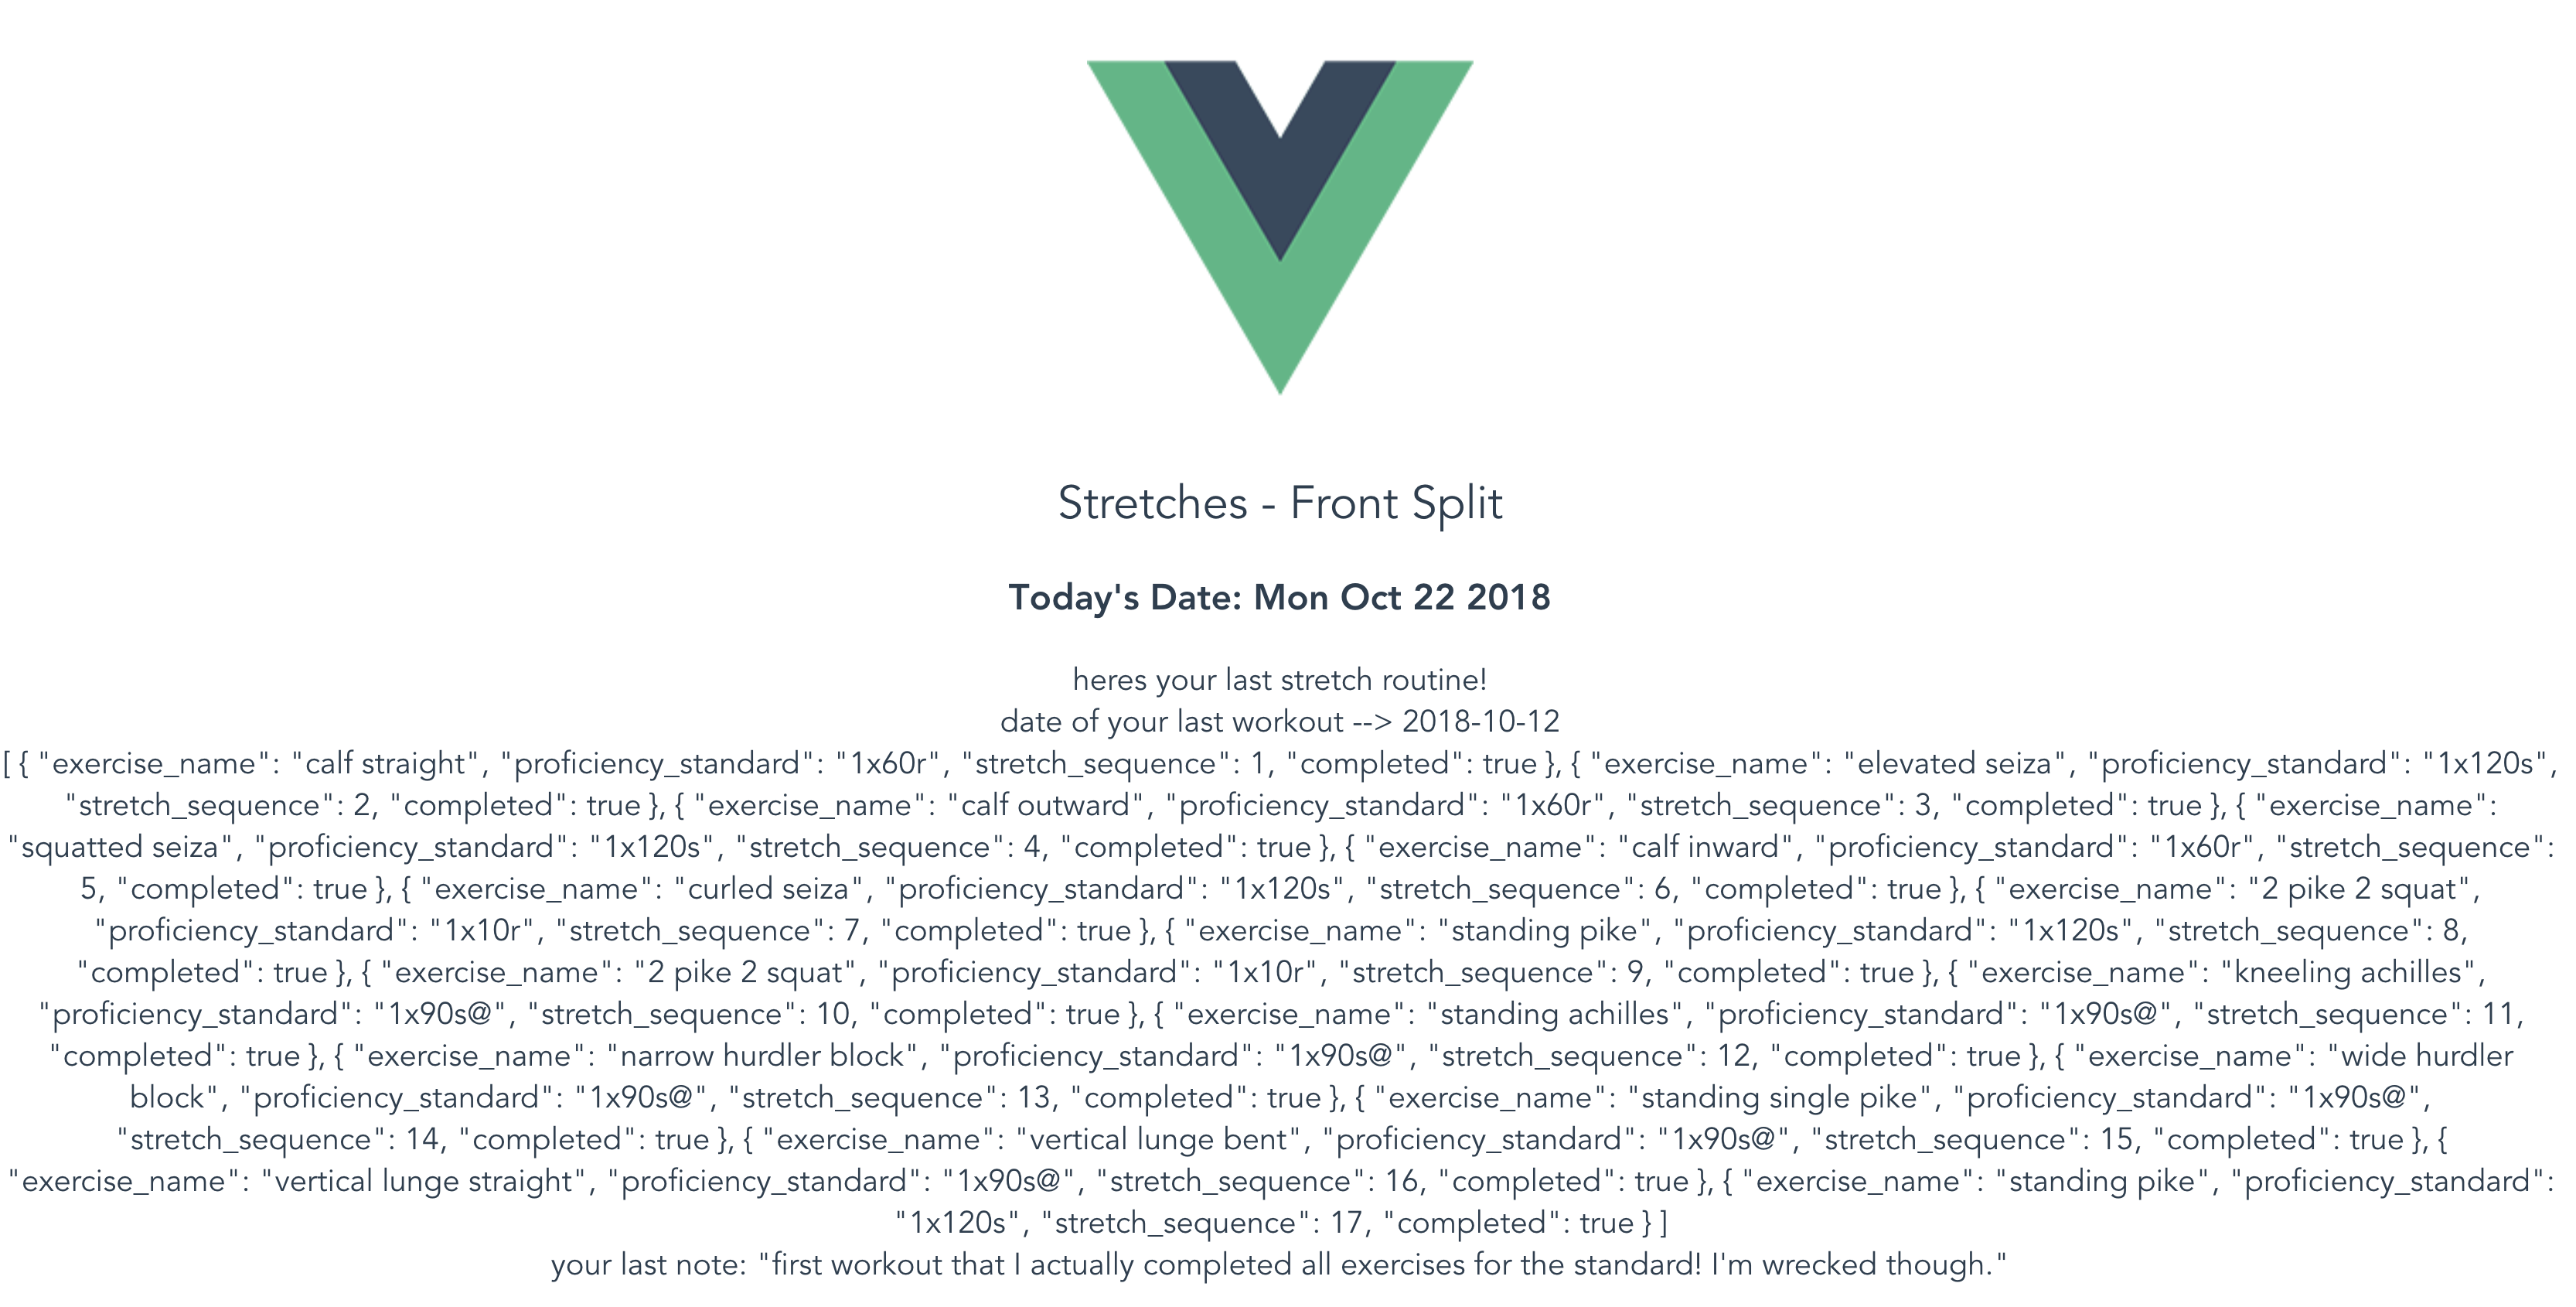 Stretches - Front Split
Today's Date: Mon Oct 22 2018
heres your last stretch routine!
date of your last workout --> 2018-10-12
[ { "exercise_name": "calf straight", "proficiency_standard": "1x60r", "stretch_sequence": 1, "completed": true }, { "exercise_name": "elevated seiza", "proficiency_standard": "1x120s",
"stretch_sequence": 2, "completed": true }, { "exercise_name": "calf outward", "proficiency_standard": "1x60r", "stretch_sequence": 3, "completed": true }, { "exercise_name":
"squatted seiza", "proficiency_standard": "1x120s", "stretch_sequence": 4, "completed": true }, { "exercise_name": "calf inward", "proficiency_standard": "1x60r", "stretch_sequence":
5, "completed": true }, { "exercise_name": "curled seiza", "proficiency_standard": "1x120s", "stretch_sequence": 6, "completed": true }, { "exercise_name": "2 pike 2 squat",
"proficiency_standard": "1x10r", "stretch_sequence": 7, "completed": true }, { "exercise_name": "standing pike", "proficiency_standard": "1x120s", "stretch_sequence": 8,
"completed": true }, { "exercise_name": "2 pike 2 squat", "proficiency_standard": "1x10r", "stretch_sequence": 9, "completed": true }, { "exercise_name": "kneeling achilles",
"proficiency_standard": "1x90s@", "stretch_sequence": 10, "completed": true }, { "exercise_name": "standing achilles", "proficiency_standard": "1x90s@", "stretch_sequence": 11,
"completed": true }, { "exercise_name": "narrow hurdler block", "proficiency_standard": "1x90s@", "stretch_sequence": 12, "completed": true }, { "exercise_name": "wide hurdler
block", "proficiency_standard": "1x90s@", "stretch_sequence": 13, "completed": true }, { "exercise_name": "standing single pike", "proficiency_standard": "1x90s@",
"stretch_sequence": 14, "completed": true }, { "exercise_name": "vertical lunge bent", "proficiency_standard": "1x90s@", "stretch_sequence": 15, "completed": true }, {
"exercise_name": "vertical lunge straight", "proficiency_standard": "1x90s@", "stretch_sequence": 16, "completed": true }, { "exercise_name": "standing pike", "proficiency_standard":
"1x120s", "stretch_sequence": 17, "completed": true } ]
your last note: "first workout that I actually completed all exercises for the standard! I'm wrecked though."